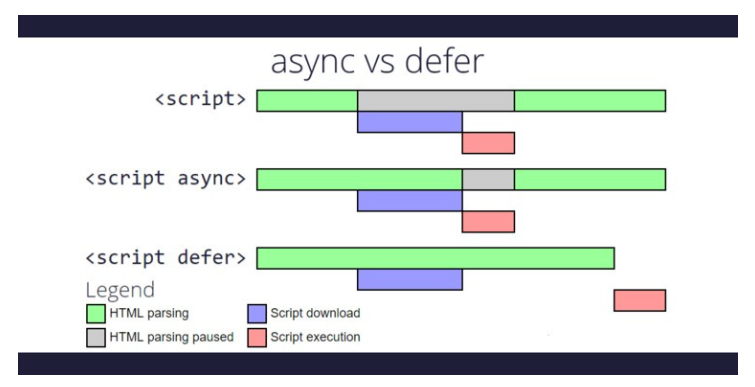 async vs defer
<script>
<script async>
<script defer>
Legend
HTML parsing
Script download
HTML parsing paused
Script execution